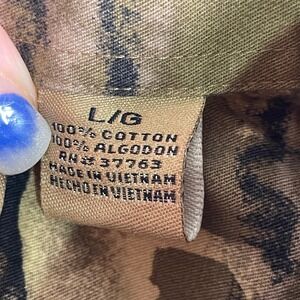 L/G
100% COTTON
100% ALGODON
RN# 37763
MADE IN VIETNAM
HECHO EN VIETNAM